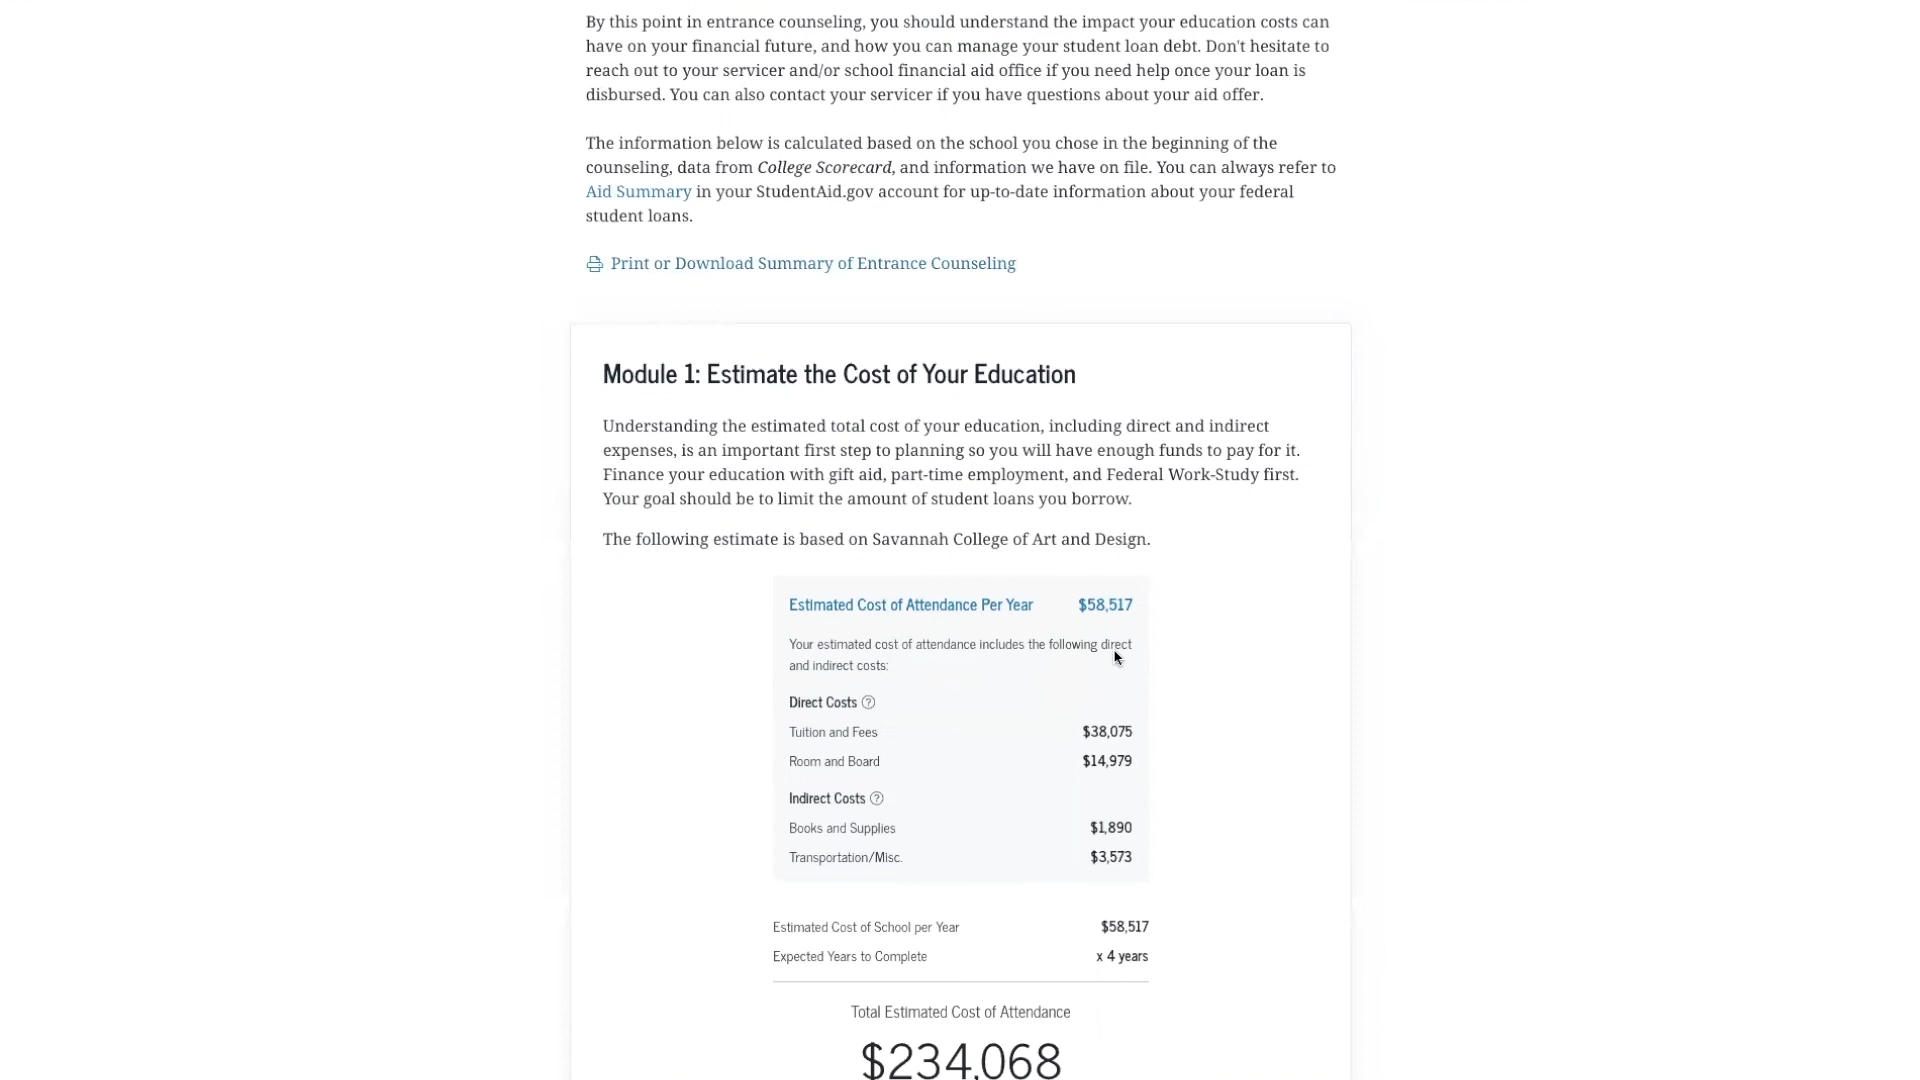 By this point in entrance counseling, you should understand the impact your education costs can
have on your financial future, and how you can manage your student loan debt. Don't hesitate to
reach out to your servicer and/or school financial aid office if you need help once your loan is
disbursed. You can also contact your servicer if you have questions about your aid offer.
The information below is calculated based on the school you chose in the beginning of the
counseling, data from College Scorecard, and information we have on file. You can always refer to
Aid Summary in your StudentAid.gov account for up-to-date information about your federal
student loans.
Print or Download Summary of Entrance Counseling
Module 1: Estimate the Cost of Your Education
Understanding the estimated total cost of your education, including direct and indirect
expenses, is an important first step to planning so you will have enough funds to pay for it.
Finance your education with gift aid, part-time employment, and Federal Work-Study first.
Your goal should be to limit the amount of student loans you borrow.
The following estimate is based on Savannah College of Art and Design.
Estimated Cost of Attendance Per Year $58,517
Your estimated cost of attendance includes the following direct
and indirect costs:
Direct Costs ?
Tuition and Fees $38,075
Room and Board $14,979
Indirect Costs ?
Books and Supplies $1,890
Transportation/Misc. $3,573
Estimated Cost of School per Year $58,517
Expected Years to Complete x 4 years
Total Estimated Cost of Attendance
$234,068